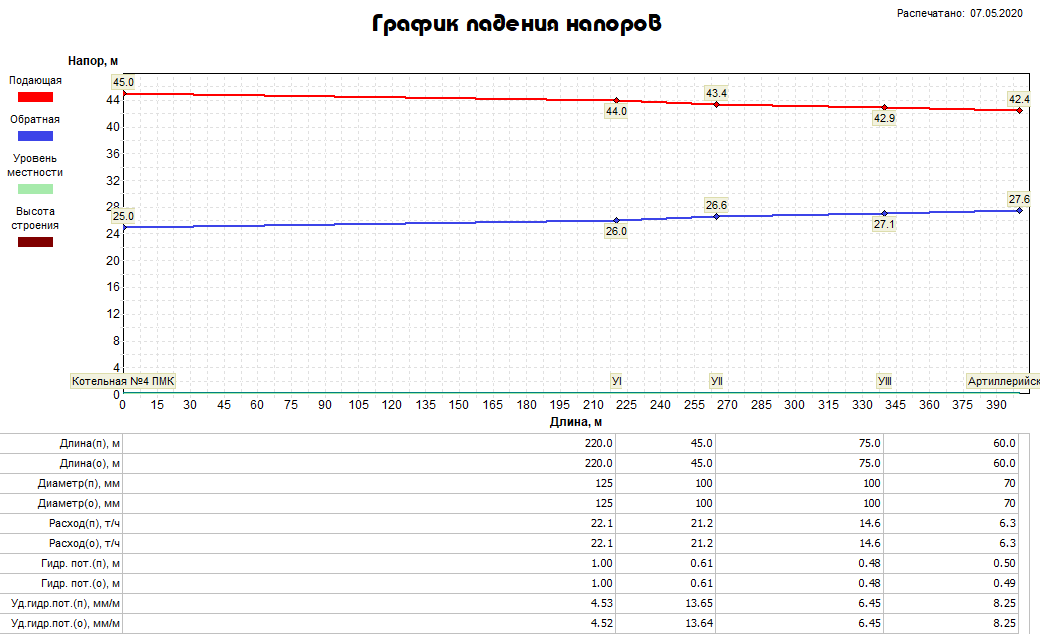 График падения напоров
Распечатано: 07.05.2020
Напор, м
Подающая
Обратная
Уровень
местности
Высота
строения
45.0
44.0
43.4
42.9
42.4
25.0
26.0
26.6
27.1
27.6
44
40
36
32
28
24
20
16
12
8
4
0
Котельная №4 ПМК УI УII УIII Артиллерийск
0 15 30 45 60 75 90 105 120 135 150 165 180 195 210 225 240 255 270 285 300 315 330 345 360 375 390
Длина, м
Длина(п), м 220.0 45.0 75.0 60.0
Длина(о), м 220.0 45.0 75.0 60.0
Диаметр(п), мм 125 100 100 70
Диаметр(о), мм 125 100 100 70
Расход(п), т/ч 22.1 21.2 14.6 6.3
Расход(о), т/ч 22.1 21.2 14.6 6.3
Гидр. пот.(п), м 1.00 0.61 0.48 0.50
Гидр. пот.(о), м 1.00 0.61 0.48 0.49
Уд.гидр.пот.(п), мм/м 4.53 13.65 6.45 8.25
Уд.гидр.пот.(о), мм/м 4.52 13.64 6.45 8.25